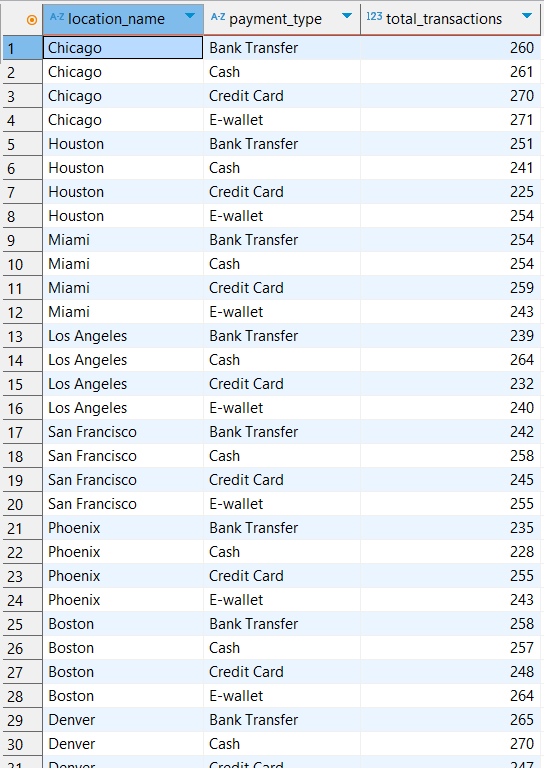 A-Z location_name A-Z payment_type 123 total_transactions
1 Chicago Bank Transfer 260
2 Chicago Cash 261
3 Chicago Credit Card 270
4 Chicago E-wallet 271
5 Houston Bank Transfer 251
6 Houston Cash 241
7 Houston Credit Card 225
8 Houston E-wallet 254
9 Miami Bank Transfer 254
10 Miami Cash 254
11 Miami Credit Card 259
12 Miami E-wallet 243
13 Los Angeles Bank Transfer 239
14 Los Angeles Cash 264
15 Los Angeles Credit Card 232
16 Los Angeles E-wallet 240
17 San Francisco Bank Transfer 242
18 San Francisco Cash 258
19 San Francisco Credit Card 245
20 San Francisco E-wallet 255
21 Phoenix Bank Transfer 235
22 Phoenix Cash 228
23 Phoenix Credit Card 255
24 Phoenix E-wallet 243
25 Boston Bank Transfer 258
26 Boston Cash 257
27 Boston Credit Card 248
28 Boston E-wallet 264
29 Denver Bank Transfer 265
30 Denver Cash 270
31 Denver Credit Card 247